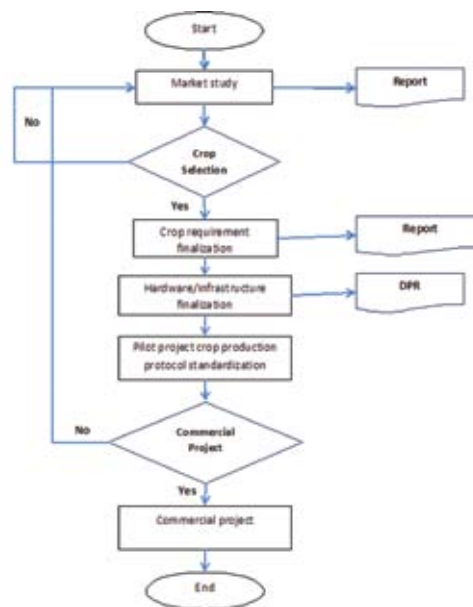 Start
Market study
Report
No
Crop
Selection
Yes
Crop requirement
finalization
Report
Hardware/infrastructure
finalization
DPR
Pilot project crop production
protocol standardization
No
Commercial
Project
Yes
Commercial project
End